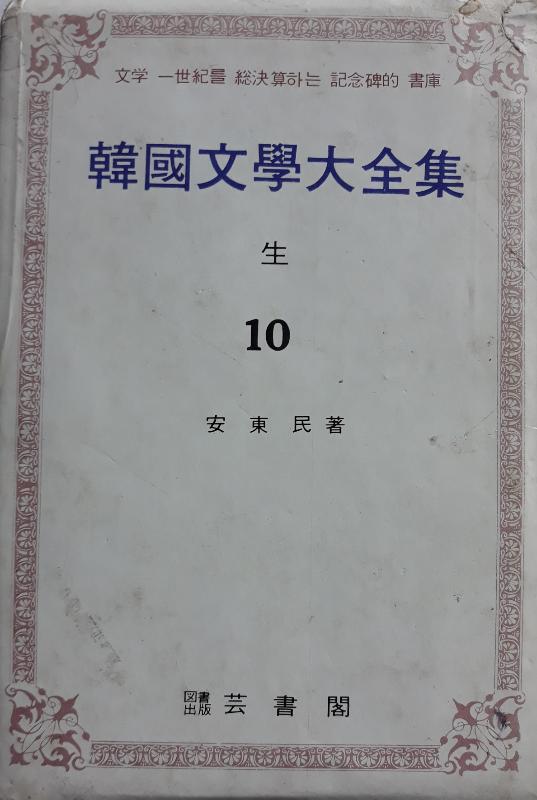 文学 一世紀를 総決算하는 記念碑的 書庫
韓國文學大全集
生
10
安東民著
図書出版 芸書閣